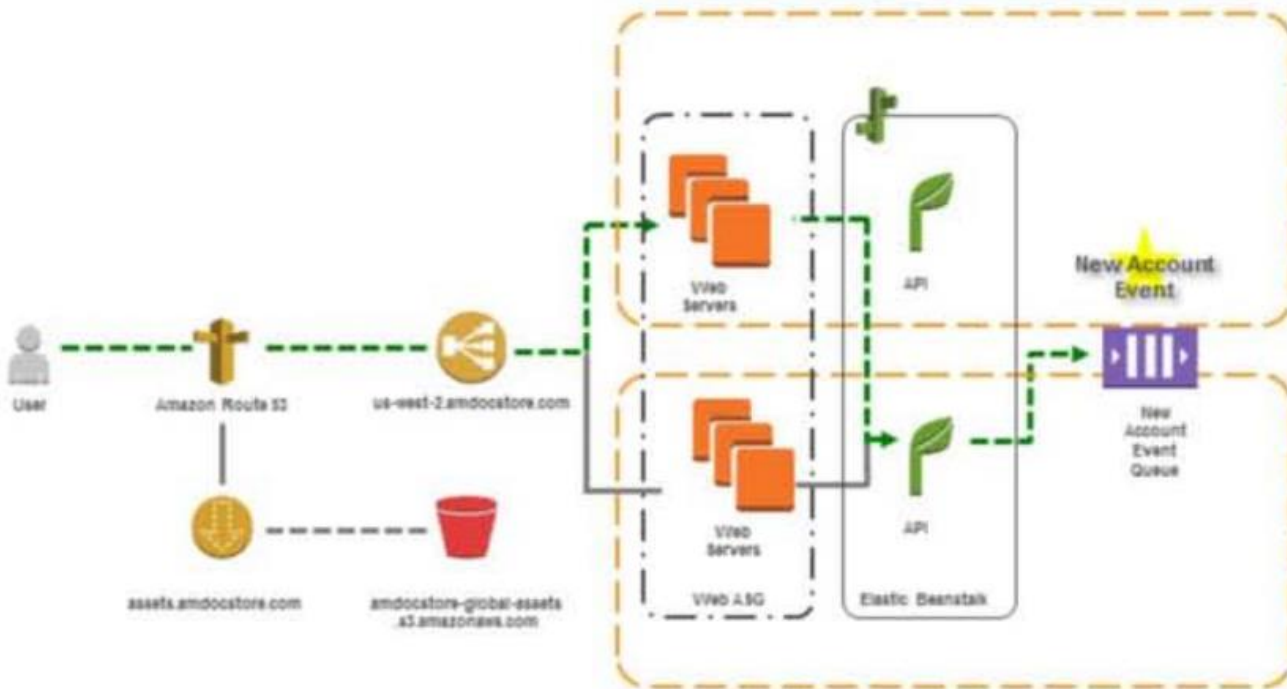 Web
Servers
API
New Account
Event
User
Amazon Route 53
us-west-2.amdocstore.com
New
Account
Event
Queue
Web
Servers
API
assets.amdocstore.com
amdocstore-global-assets
.s3.amazonaws.com
Web ASG
Elastic Beanstalk